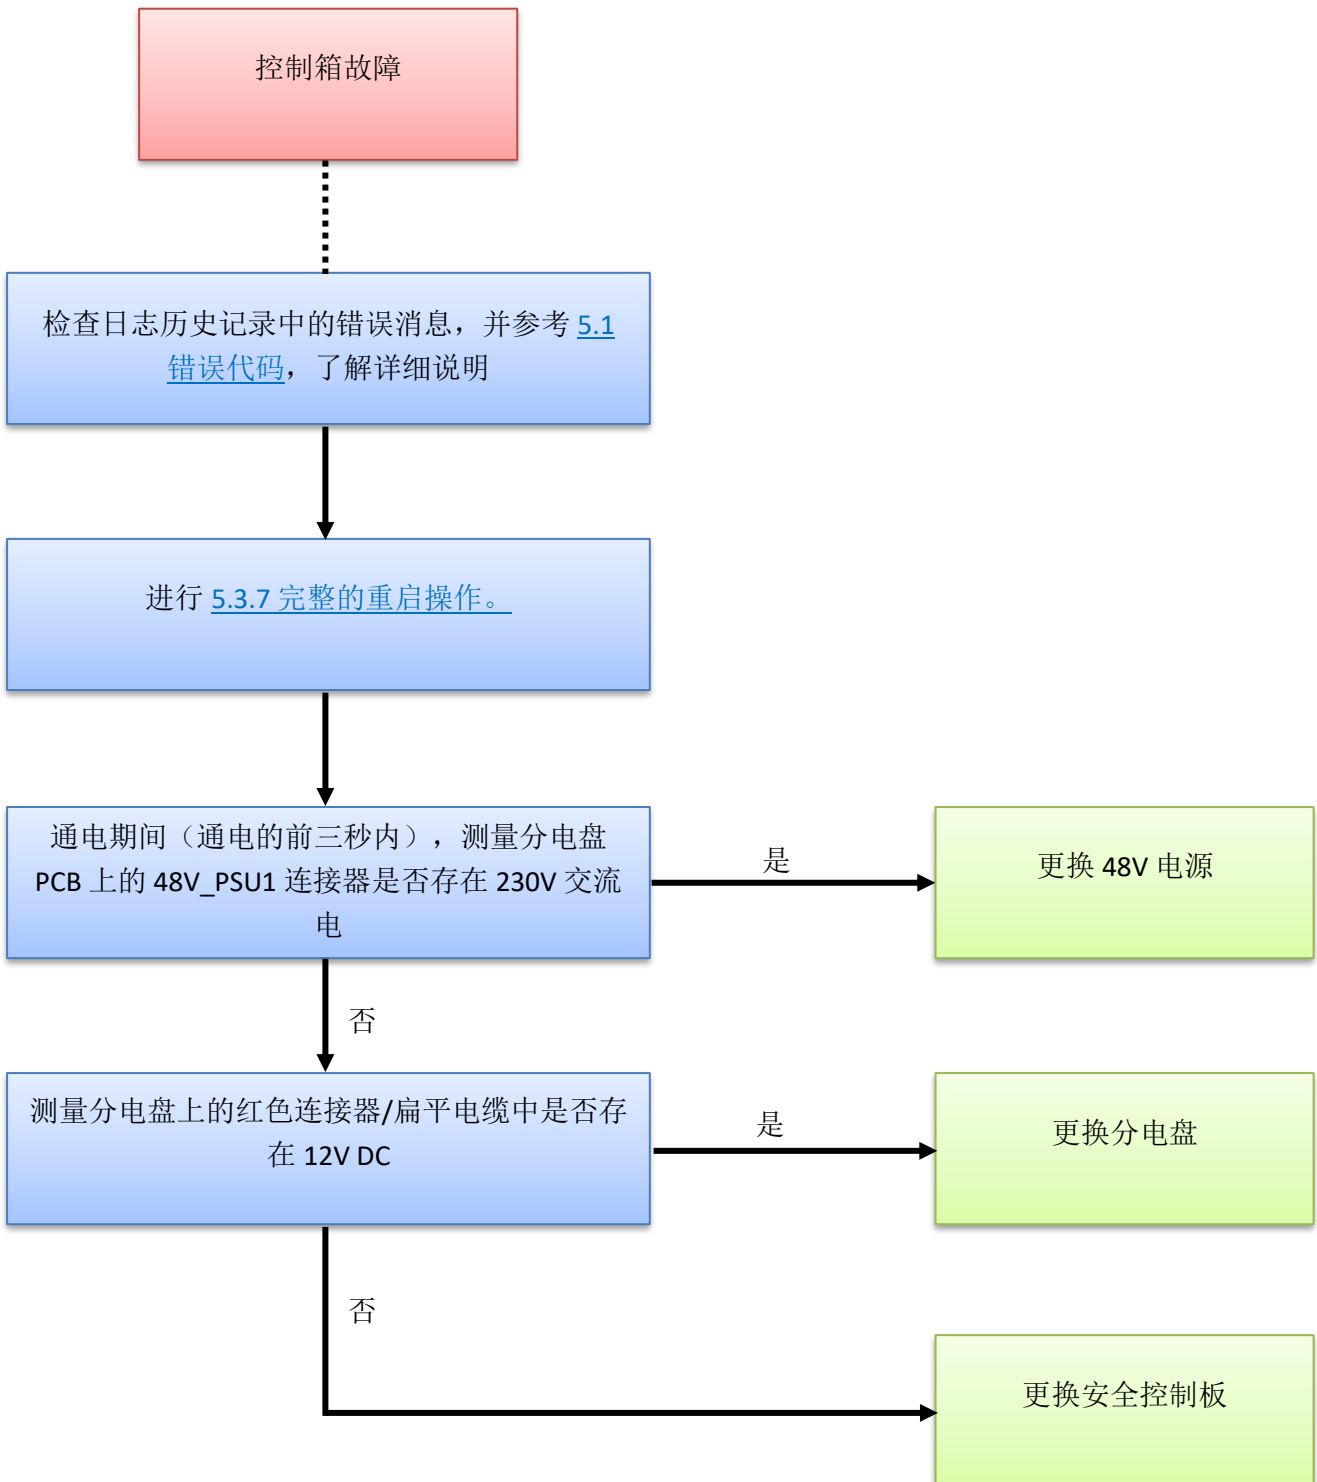 控制箱故障
检查日志历史记录中的错误消息，并参考 5.1
错误代码，了解详细说明
进行 5.3.7 完整的重启操作。
通电期间（通电的前三秒内），测量分电盘
PCB 上的 48V_PSU1 连接器是否存在 230V 交流
电
是
更换 48V 电源
否
测量分电盘上的红色连接器/扁平电缆中是否存
在 12V DC
是
更换分电盘
否
更换安全控制板